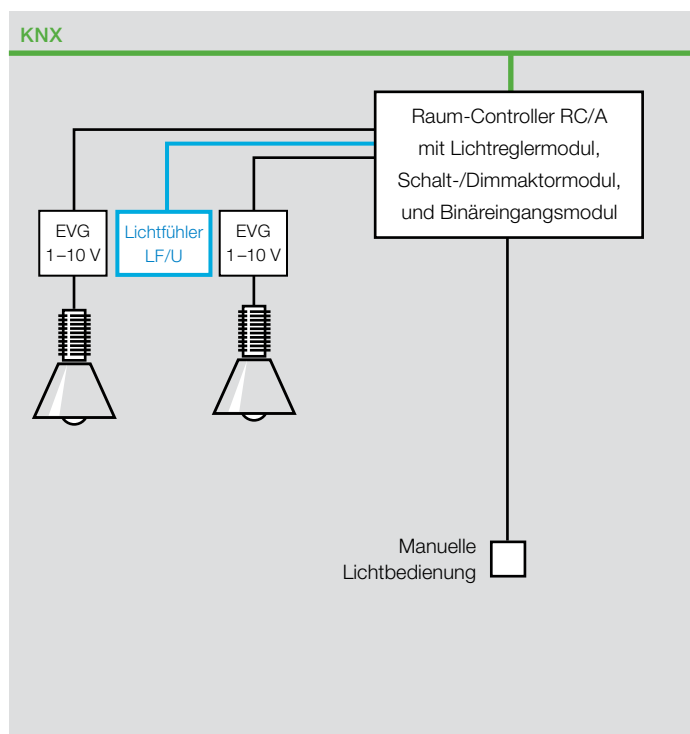 KNX
Raum-Controller RC/A
mit Lichtreglermodul,
Schalt-/Dimmaktormodul,
und Binäreingangsmodul
EVG
1–10 V
Lichtfühler
LF/U
EVG
1–10 V
Manuelle
Lichtbedienung